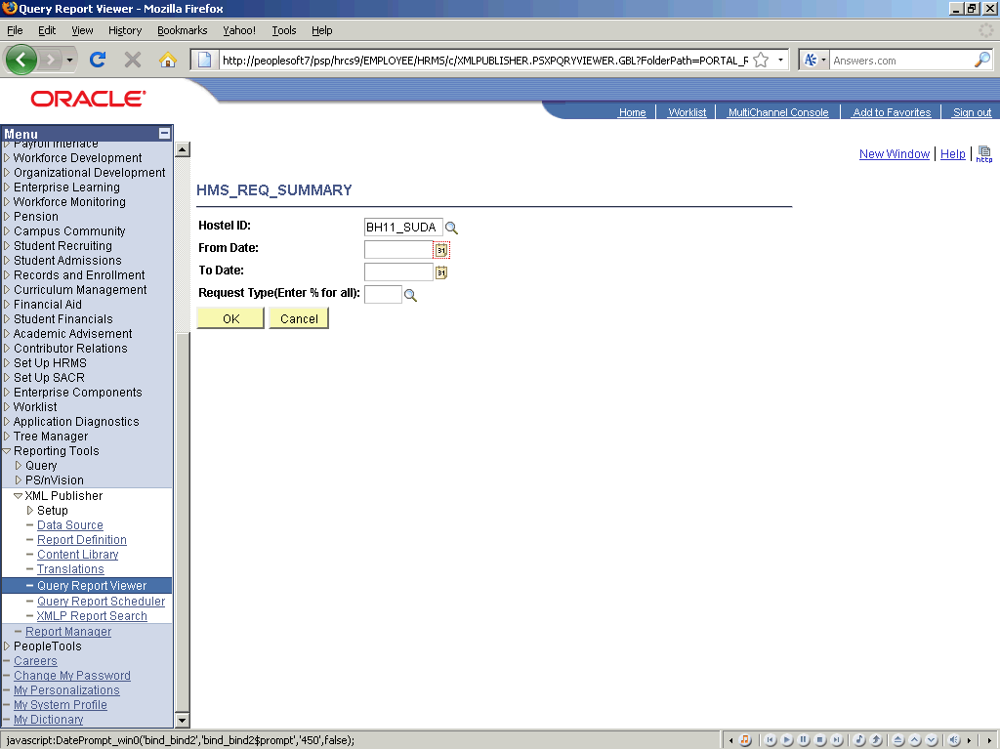 Query Report Viewer - Mozilla Firefox
File Edit View History Bookmarks Yahoo! Tools Help
http://peoplesoft7/psp/hrcs9/EMPLOYEE/HRMS/c/XMLPUBLISHER.PSXPQRYVIEWER.GBL?FolderPath=PORTAL_R
Answers.com
ORACLE
Home Worklist MultiChannel Console Add to Favorites Sign out
Menu
Payroll Interface
Workforce Development
Organizational Development
Enterprise Learning
Workforce Monitoring
Pension
Campus Community
Student Recruiting
Student Admissions
Records and Enrollment
Curriculum Management
Financial Aid
Student Financials
Academic Advisement
Contributor Relations
Set Up HRMS
Set Up SACR
Enterprise Components
Worklist
Application Diagnostics
Tree Manager
Reporting Tools
Query
PS/nVision
XML Publisher
Setup
Data Source
Report Definition
Content Library
Translations
Query Report Viewer
Query Report Scheduler
XMLP Report Search
Report Manager
PeopleTools
Careers
Change My Password
My Personalizations
My System Profile
My Dictionary
New Window Help http
HMS_REQ_SUMMARY
Hostel ID: BH11_SUDA
From Date: 31
To Date: 31
Request Type(Enter % for all):
OK Cancel
javascript:DatePrompt_win0('bind_bind2','bind_bind2$prompt','450',false);